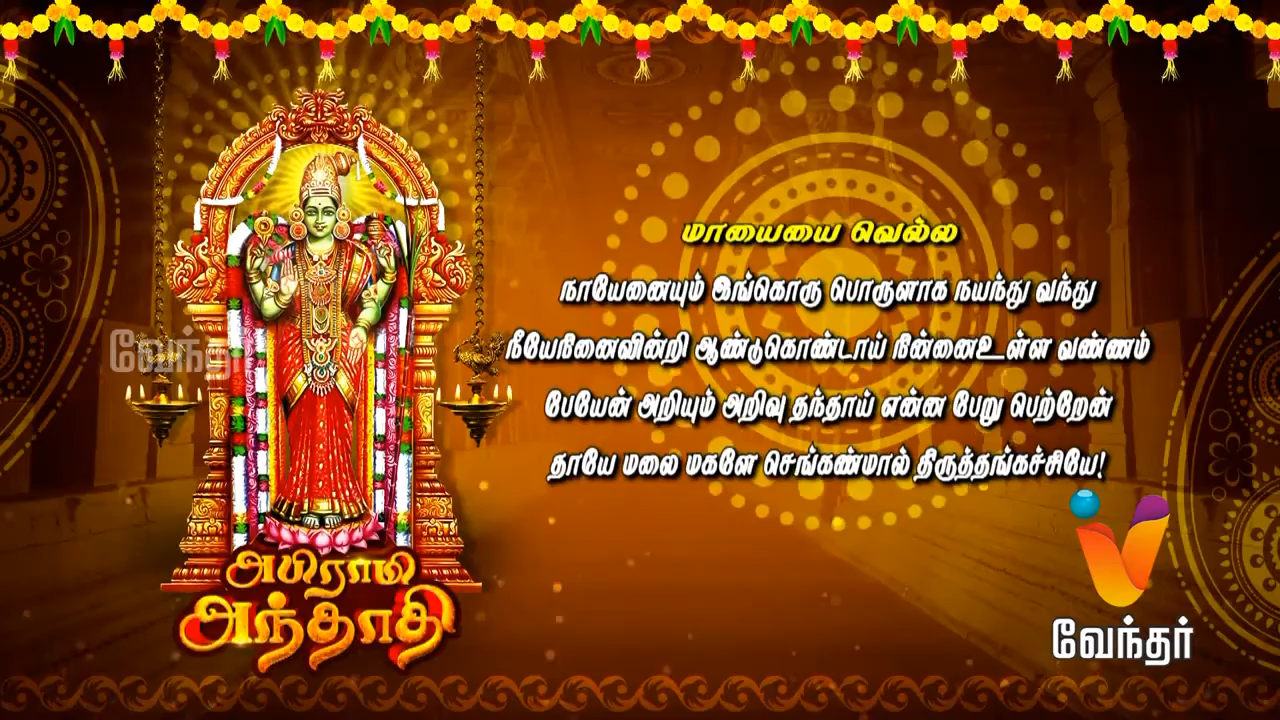 மாயையை வெல்ல
நாயேனையும் இங்கொரு பொருளாக நயந்து வந்து
நீயேநினைவின்றி ஆண்டுகொண்டாய் நின்னைஉள்ள வண்ணம்
பேயேன் அறியும் அறிவு தந்தாய் என்ன பேறு பெற்றேன்
தாயே மலை மகளே செங்கண்மால் திருத்தங்கச்சியே!
வேந்தர்
அபிராமி
அந்தாதி
வேந்தர்